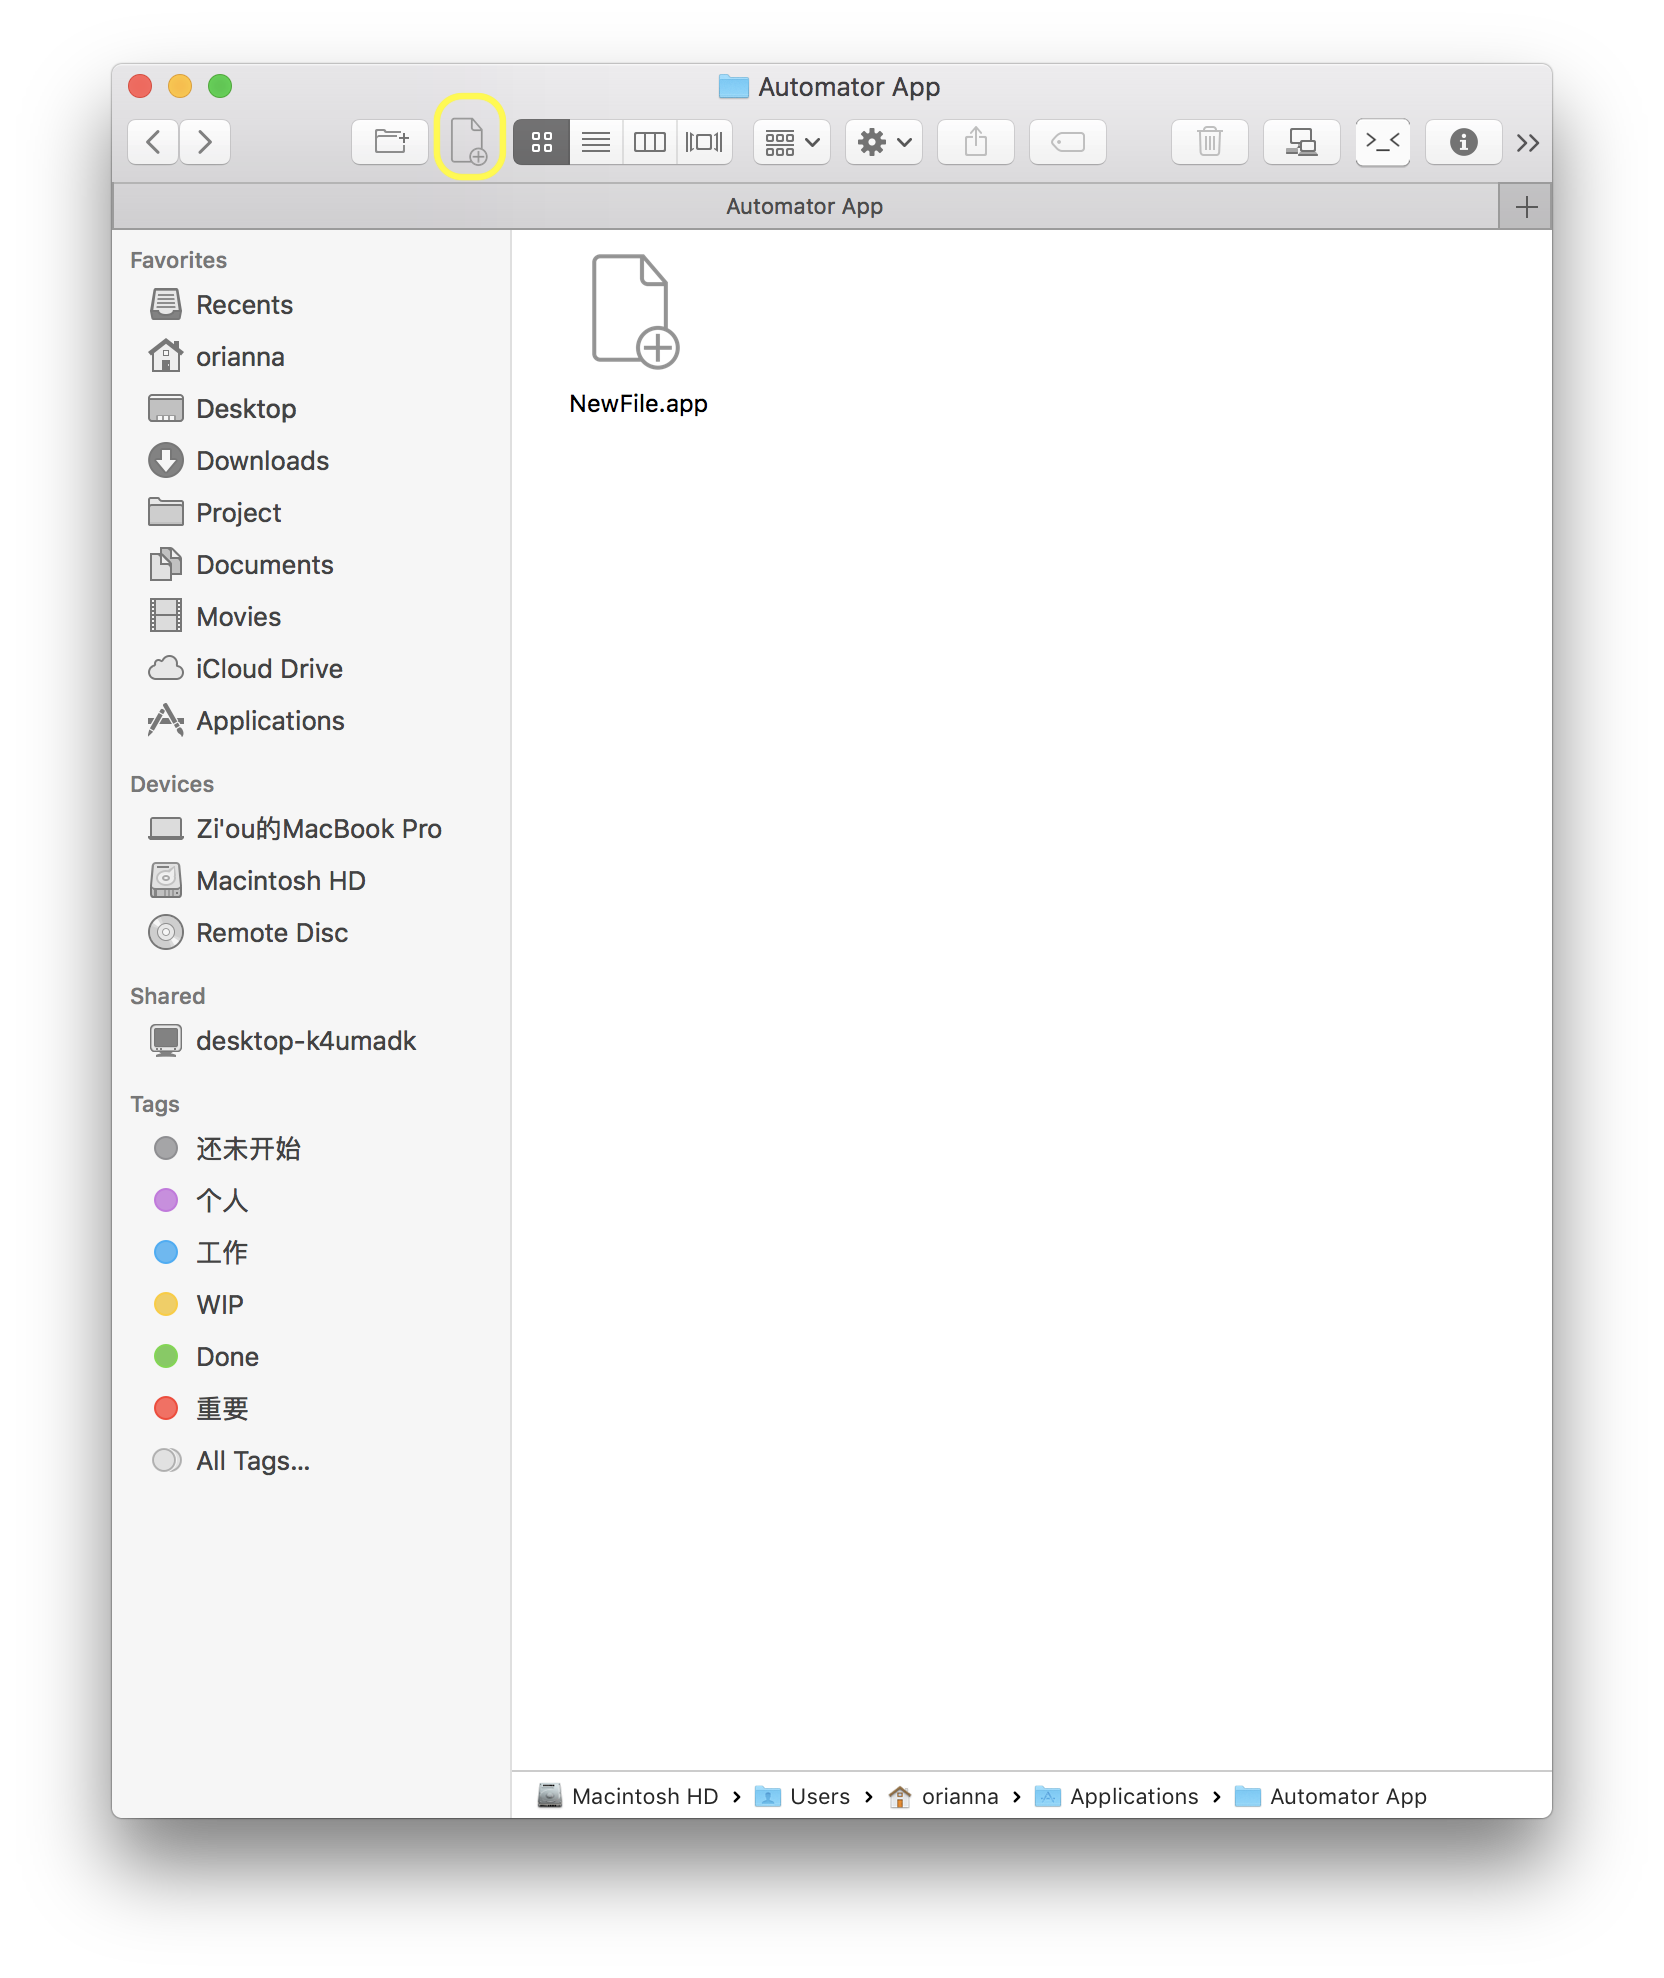 Automator App
>_<
Automator App
Favorites
Recents
orianna
Desktop
Downloads
Project
Documents
Movies
iCloud Drive
Applications
Devices
Zi'ou的MacBook Pro
Macintosh HD
Remote Disc
Shared
desktop-k4umadk
Tags
还未开始
个人
工作
WIP
Done
重要
All Tags...
NewFile.app
Macintosh HD › Users › orianna › Applications › Automator App